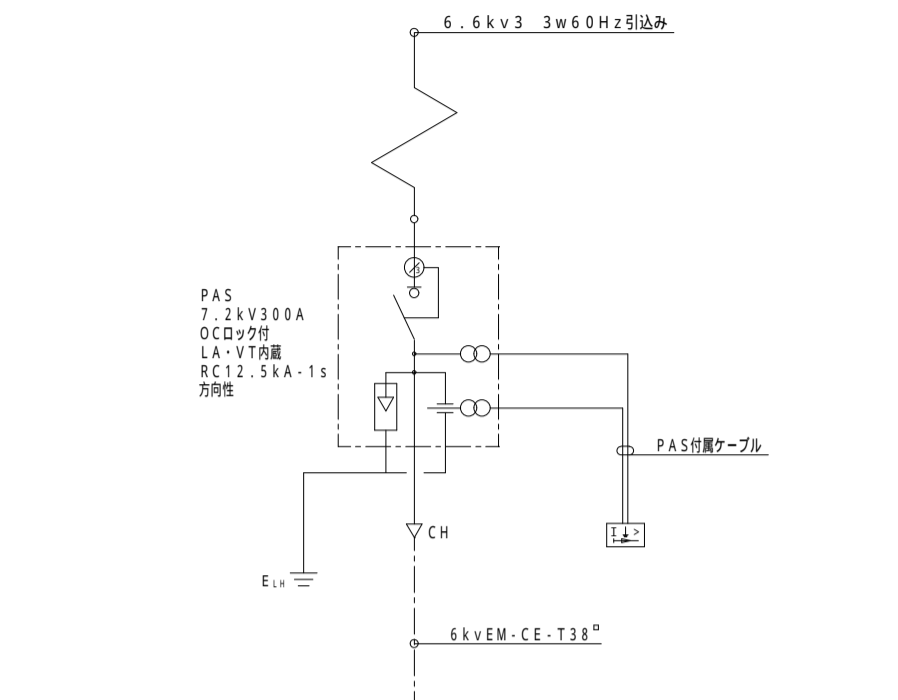 6.6kv3 3w60Hz引込み
3
PAS
7.2kV300A
OCロック付
LA・VT内蔵
RC12.5kA-1s
方向性
PAS付属ケーブル
I >
CH
ELH
6kvEM-CE-T38□